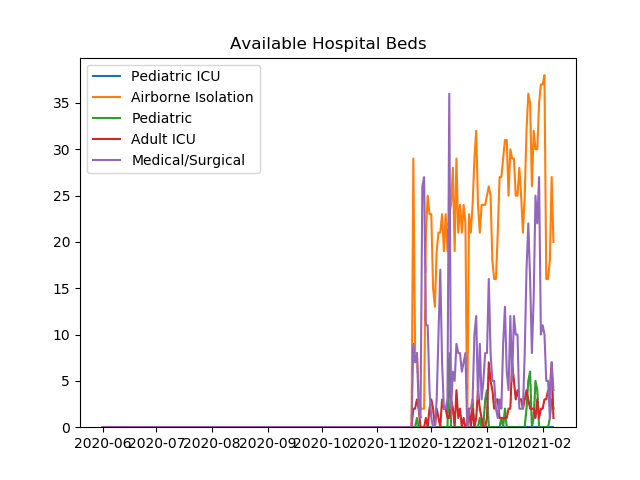 Available Hospital Beds
Pediatric ICU
Airborne Isolation
Pediatric
Adult ICU
Medical/Surgical
35
30
25
20
15
10
5
0
2020-06 2020-07 2020-08 2020-09 2020-10 2020-11 2020-12 2021-01 2021-02